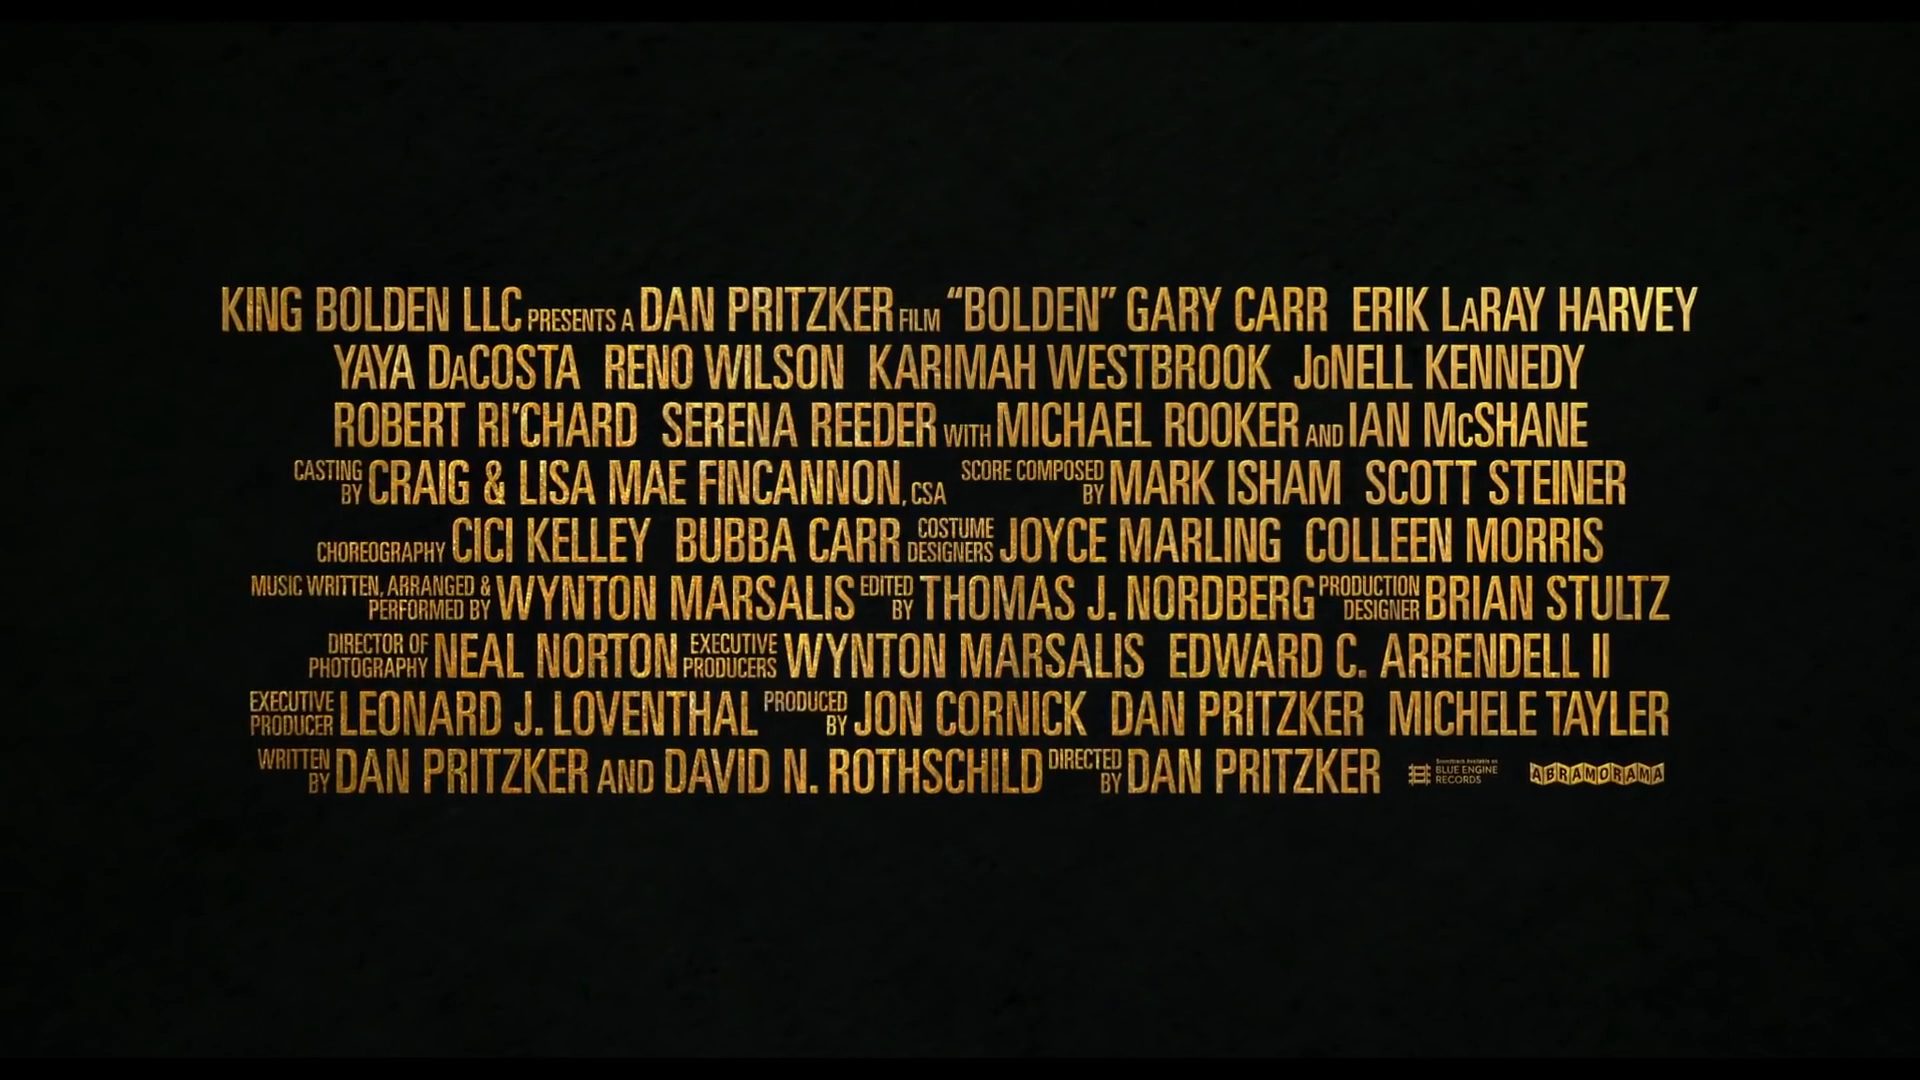 KING BOLDEN LLC PRESENTS A DAN PRITZKER FILM “BOLDEN” GARY CARR ERIK LARAY HARVEY
YAYA DACOSTA RENO WILSON KARIMAH WESTBROOK JONELL KENNEDY
ROBERT RI'CHARD SERENA REEDER WITH MICHAEL ROOKER AND IAN McSHANE
CASTING BY CRAIG & LISA MAE FINCANNON, CSA SCORE COMPOSED BY MARK ISHAM SCOTT STEINER
CHOREOGRAPHY CICI KELLEY BUBBA CARR COSTUME DESIGNERS JOYCE MARLING COLLEEN MORRIS
MUSIC WRITTEN, ARRANGED & PERFORMED BY WYNTON MARSALIS EDITED BY THOMAS J. NORDBERG PRODUCTION DESIGNER BRIAN STULTZ
DIRECTOR OF PHOTOGRAPHY NEAL NORTON EXECUTIVE PRODUCERS WYNTON MARSALIS EDWARD C. ARRENDELL II
EXECUTIVE PRODUCER LEONARD J. LOVENTHAL PRODUCED BY JON CORNICK DAN PRITZKER MICHELE TAYLER
WRITTEN BY DAN PRITZKER AND DAVID N. ROTHSCHILD DIRECTED BY DAN PRITZKER Soundtrack Available on BLUE ENGINE RECORDS ABRAMORAMA